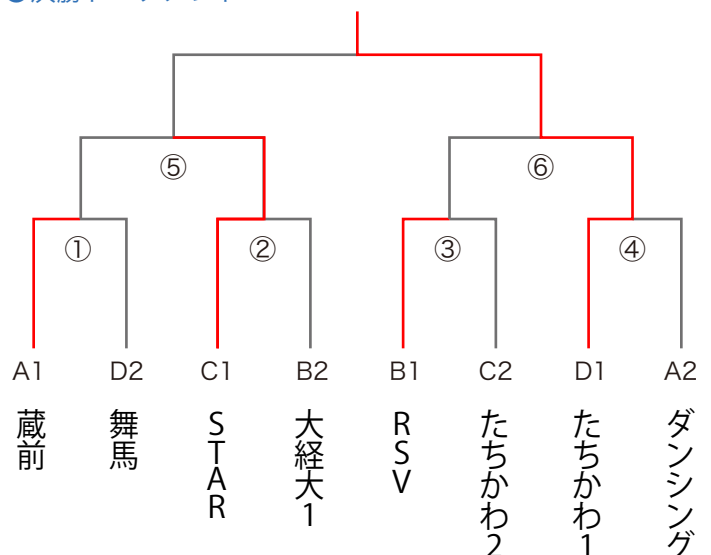 ⑤
⑥
①
②
③
④
A1
D2
C1
B2
B1
C2
D1
A2
蔵前
舞馬
STAR
大経大1
RSV
たちかわ2
たちかわ1
ダンシング